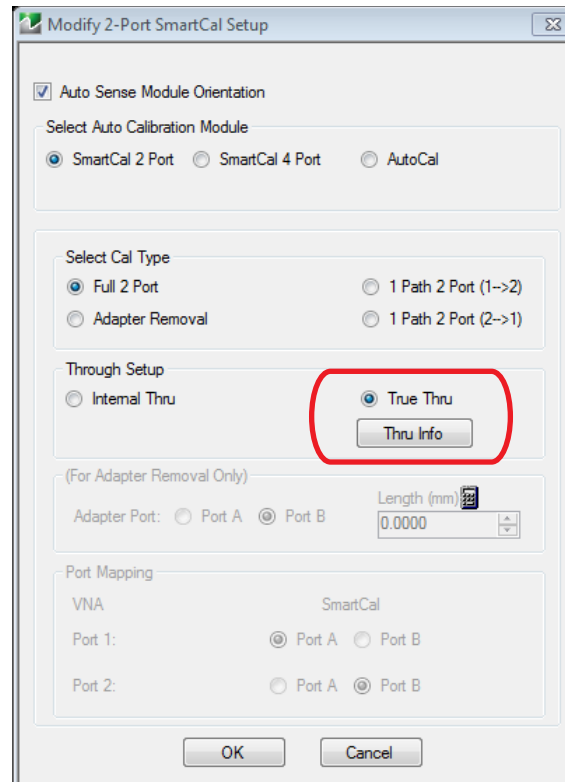 Modify 2-Port SmartCal Setup
Auto Sense Module Orientation
Select Auto Calibration Module
SmartCal 2 Port SmartCal 4 Port AutoCal
Select Cal Type
Full 2 Port 1 Path 2 Port (1-->2)
Adapter Removal 1 Path 2 Port (2-->1)
Through Setup
Internal Thru True Thru
Thru Info
(For Adapter Removal Only)
Length (mm)
Adapter Port: Port A Port B 0.0000
Port Mapping
VNA SmartCal
Port 1: Port A Port B
Port 2: Port A Port B
OK Cancel